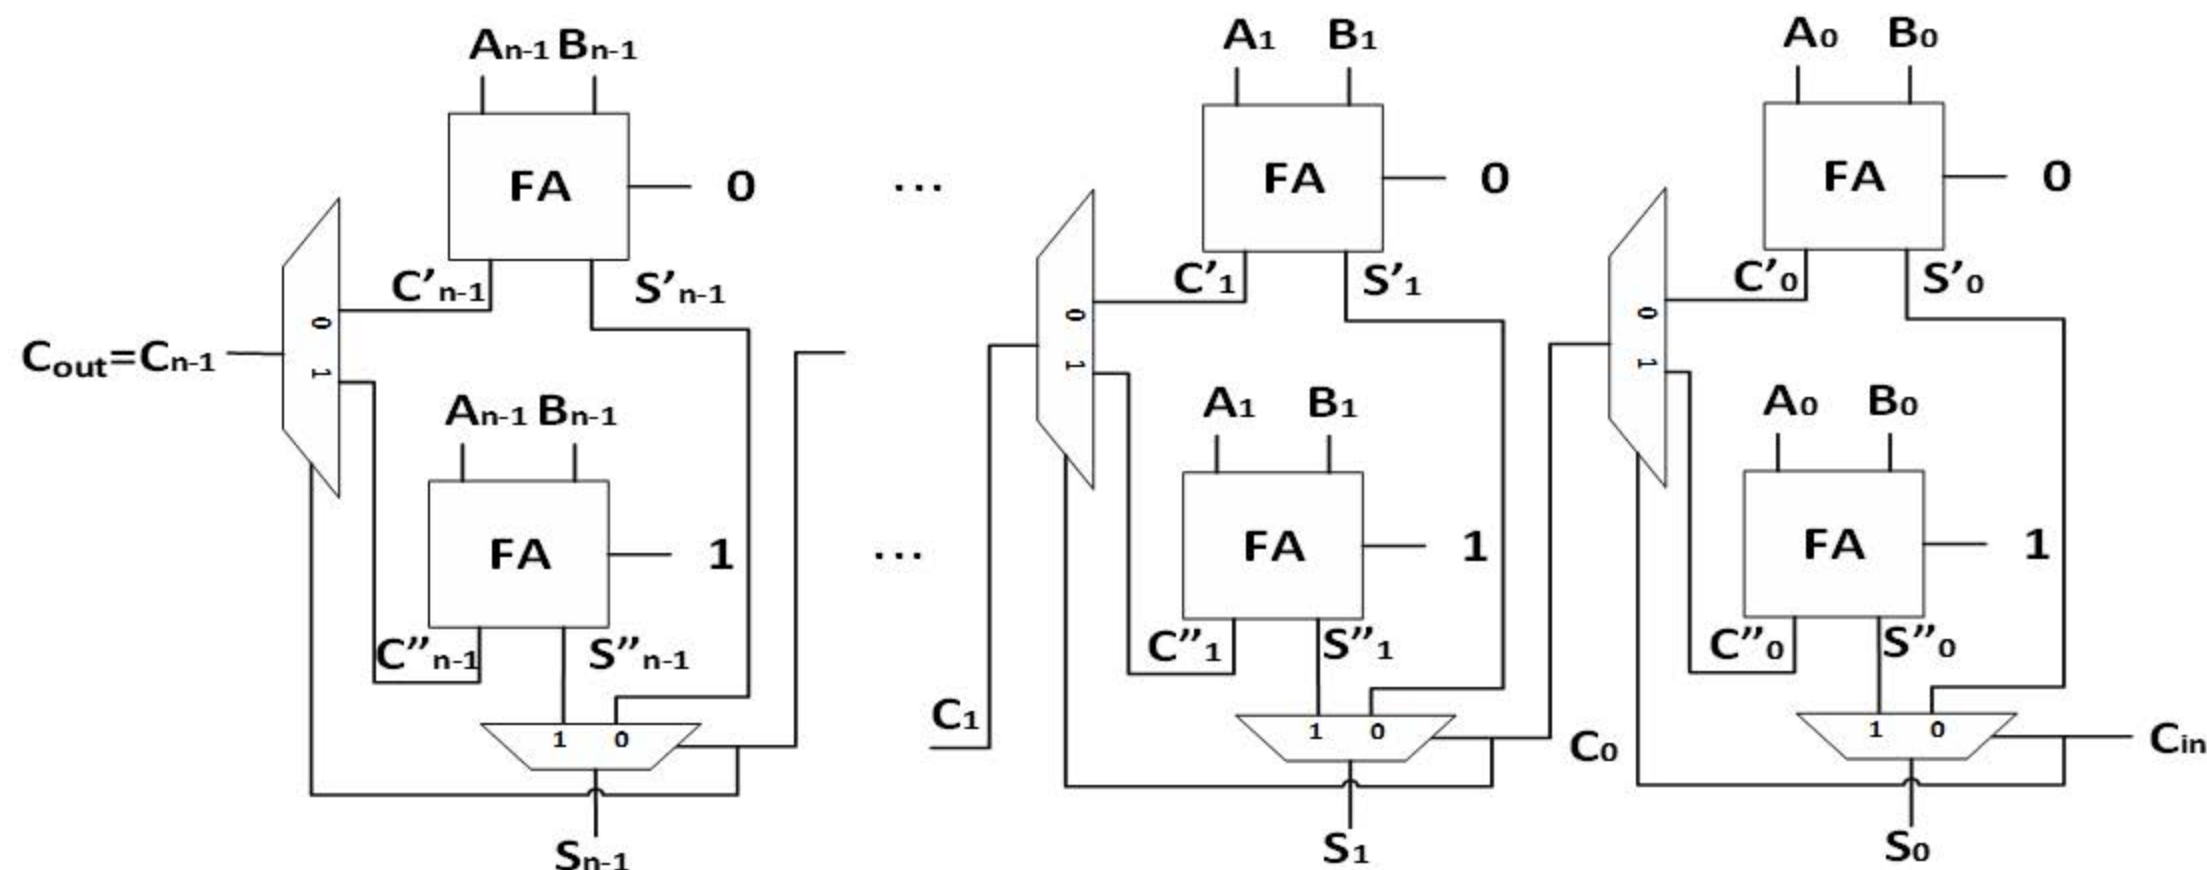 An-1 Bn-1 A1 B1 A0 B0
FA 0 ... FA 0 FA 0
C'n-1 S'n-1 C'1 S'1 C'0 S'0
0 0 0
Cout=Cn-1
1 1 1
An-1 Bn-1 A1 B1 A0 B0
FA 1 ... FA 1 FA 1
C"n-1 S"n-1 C"1 S"1 C"0 S"0
C1
1 0 1 0 C0 1 0 Cin
Sn-1 S1 S0